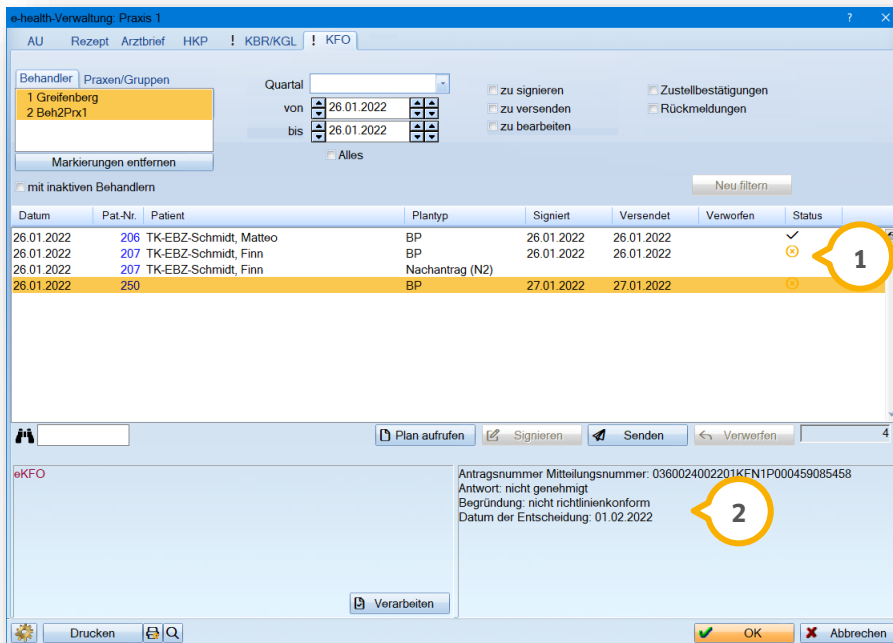 e-health-Verwaltung: Praxis 1 ? ✕
AU Rezept Arztbrief HKP ! KBR/KGL ! KFO
Behandler Praxen/Gruppen
1 Greifenberg
2 Beh2Prx1
Markierungen entfernen
mit inaktiven Behandlern
Quartal
von 26.01.2022
bis 26.01.2022
Alles
zu signieren
zu versenden
zu bearbeiten
Zustellbestätigungen
Rückmeldungen
Neu filtern
Datum Pat-Nr. Patient Plantyp Signiert Versendet Verworfen Status
26.01.2022 206 TK-EBZ-Schmidt, Matteo BP 26.01.2022 26.01.2022
26.01.2022 207 TK-EBZ-Schmidt, Finn BP 26.01.2022 26.01.2022
26.01.2022 207 TK-EBZ-Schmidt, Finn Nachantrag (N2)
26.01.2022 250 BP 27.01.2022 27.01.2022
1
Plan aufrufen Signieren Senden Verwerfen 4
eKFO
Verarbeiten
Antragsnummer Mitteilungsnummer: 0360024002201KFN1P000459085458
Antwort: nicht genehmigt
Begründung: nicht richtlinienkonform
Datum der Entscheidung: 01.02.2022
2
Drucken OK Abbrechen